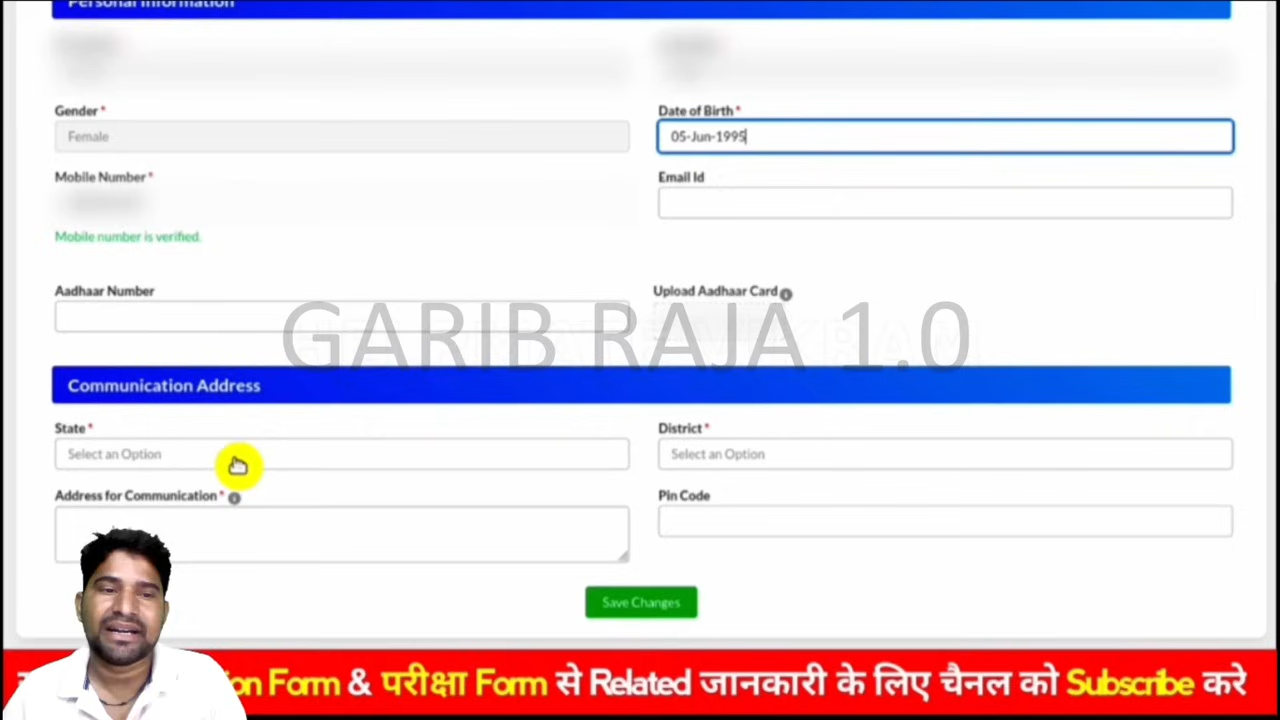 Personal Information
Gender *
Date of Birth *
Female
05-Jun-1995
Mobile Number *
Email Id
Mobile number is verified.
Aadhaar Number
Upload Aadhaar Card
GARIB RAJA 1.0
Communication Address
State *
District *
Select an Option
Select an Option
Address for Communication *
Pin Code
Save Changes
Form & परीक्षा Form से Related जानकारी के लिए चैनल को Subscribe करे